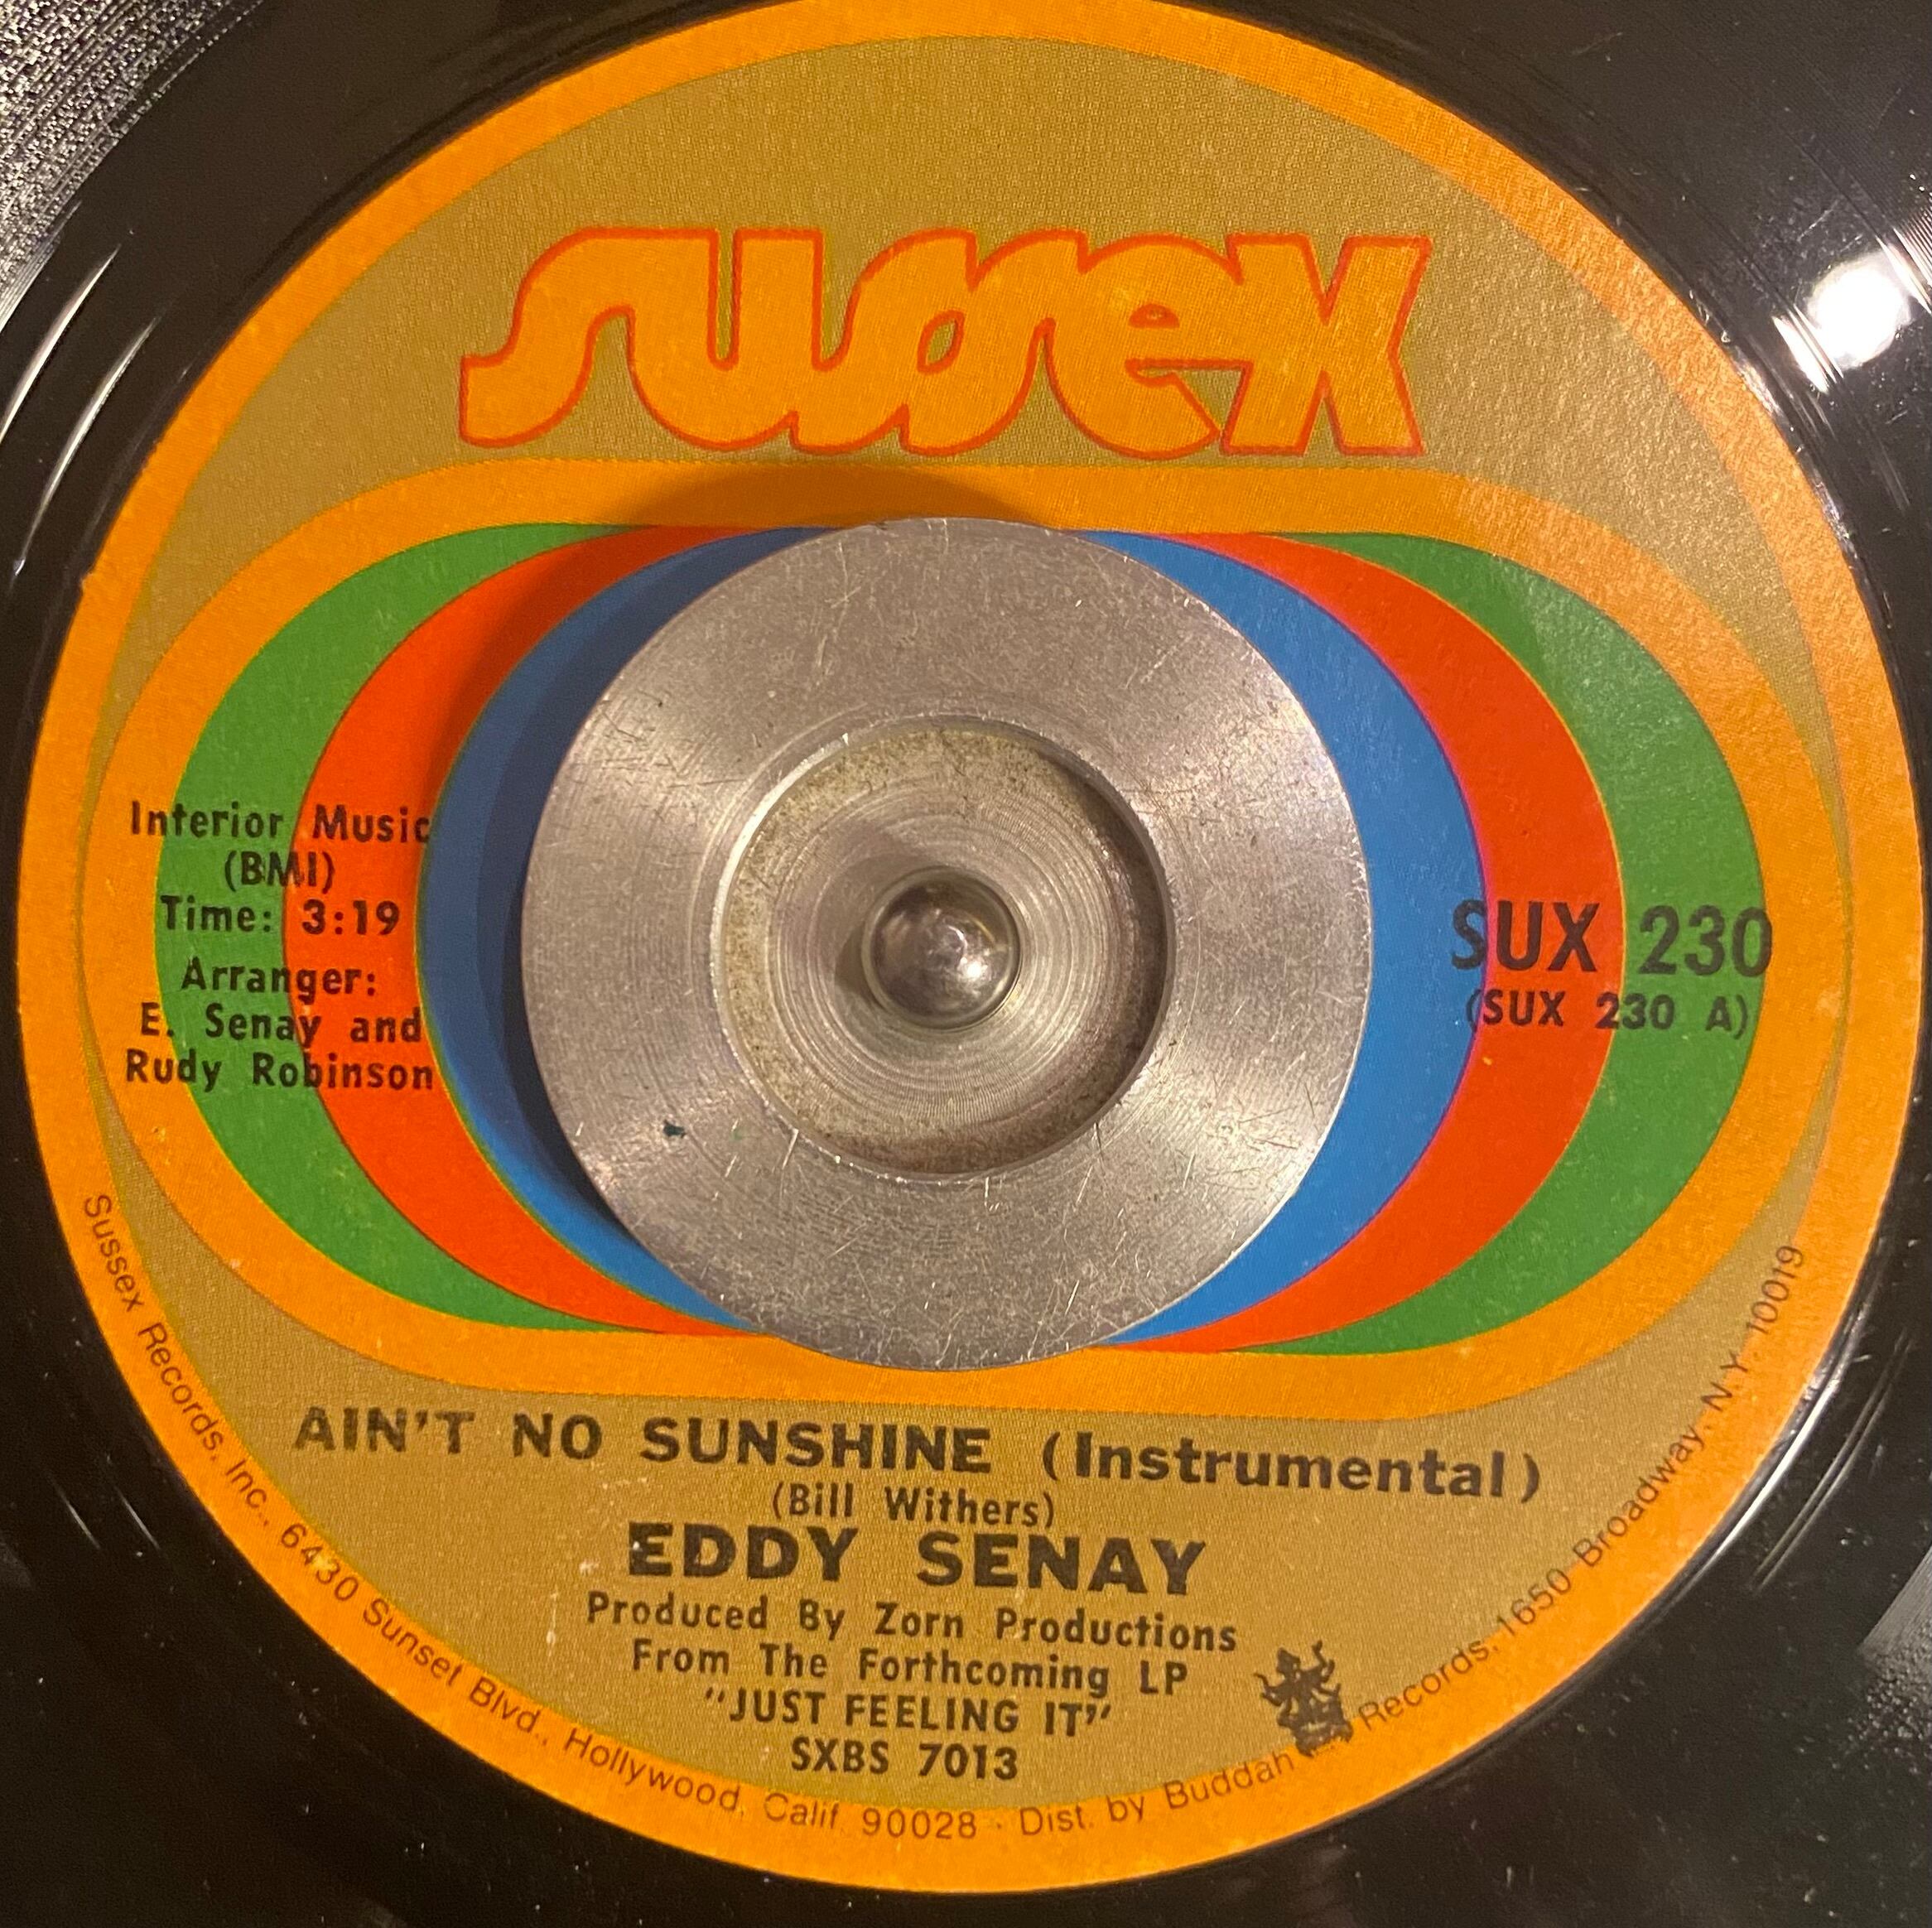 sussex
Interior Music
(BMI)
Time: 3:19
Arranger:
E. Senay and
Rudy Robinson
SUX 230
(SUX 230 A)
AIN'T NO SUNSHINE (Instrumental)
(Bill Withers)
EDDY SENAY
Produced By Zorn Productions
From The Forthcoming LP
"JUST FEELING IT"
SXBS 7013
Sussex Records, Inc., 6430 Sunset Blvd., Hollywood, Calif. 90028 · Dist. by Buddah Records, 1650 Broadway, N.Y. 10019